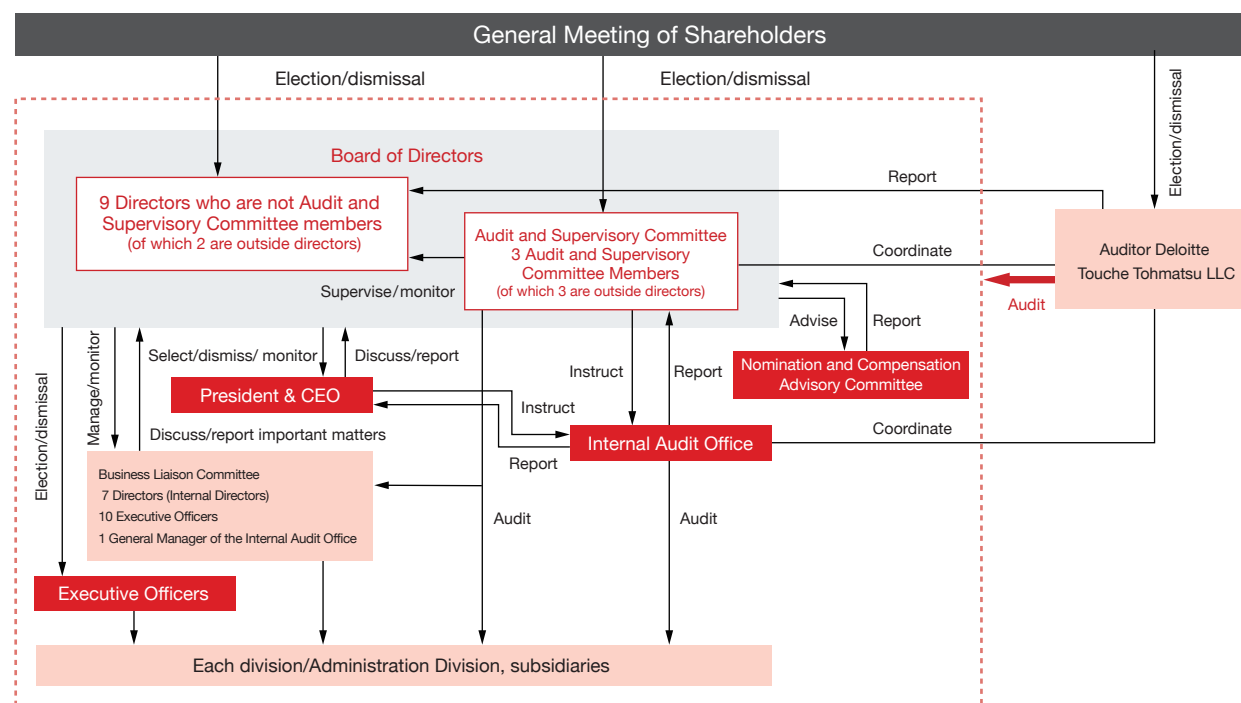 General Meeting of Shareholders
Election/dismissal
Election/dismissal
Election/dismissal
Board of Directors
9 Directors who are not Audit and
Supervisory Committee members
(of which 2 are outside directors)
Report
Audit and Supervisory Committee
3 Audit and Supervisory
Committee Members
(of which 3 are outside directors)
Coordinate
Auditor Deloitte
Touche Tohmatsu LLC
Supervise/monitor
Audit
Advise
Report
Election/dismissal
Manage/monitor
Select/dismiss/ monitor
Discuss/report
Instruct
Report
Nomination and Compensation
Advisory Committee
President & CEO
Instruct
Discuss/report important matters
Internal Audit Office
Coordinate
Report
Business Liaison Committee
7 Directors (Internal Directors)
10 Executive Officers
1 General Manager of the Internal Audit Office
Audit
Audit
Executive Officers
Each division/Administration Division, subsidiaries